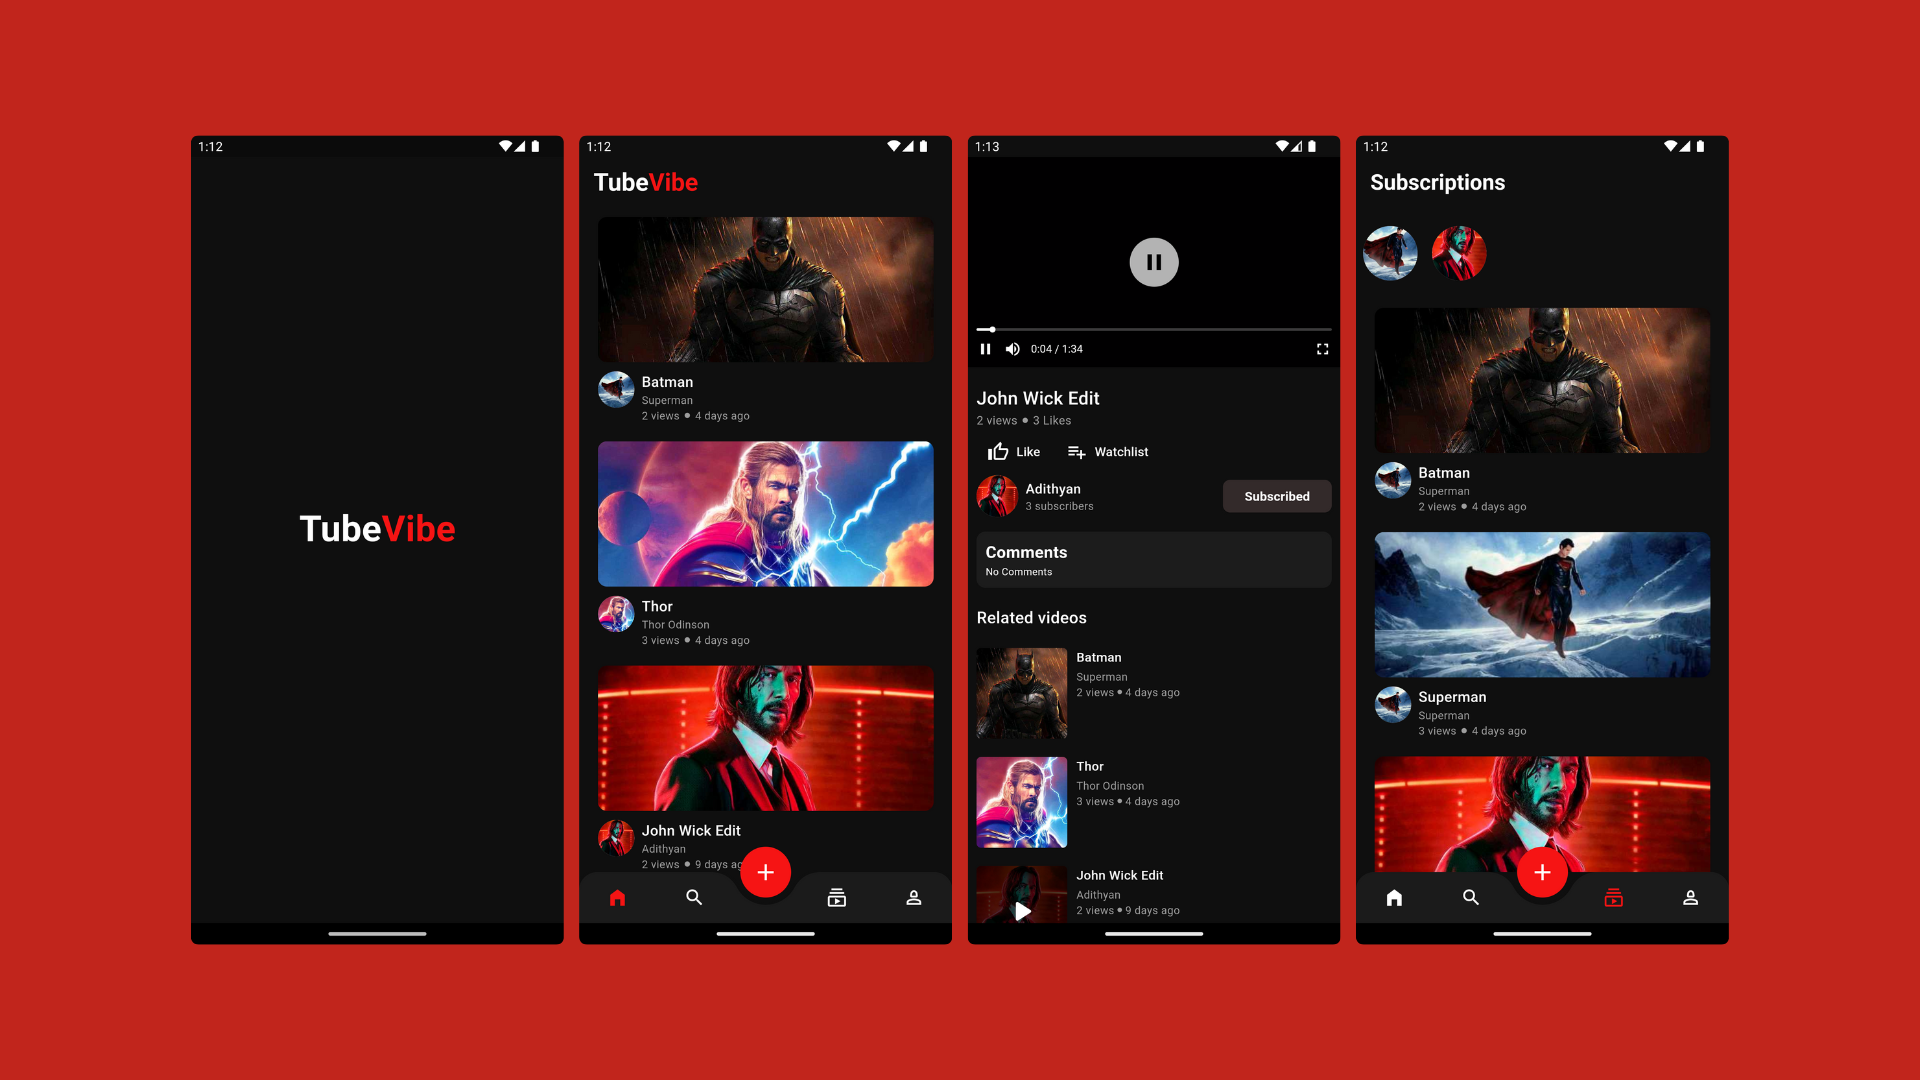 1:12
TubeVibe
1:12
TubeVibe
Batman
Superman
2 views • 4 days ago
Thor
Thor Odinson
3 views • 4 days ago
John Wick Edit
Adithyan
2 views • 9 days ag
1:13
0:04 / 1:34
John Wick Edit
2 views • 3 Likes
Like
Watchlist
Adithyan
3 subscribers
Subscribed
Comments
No Comments
Related videos
Batman
Superman
2 views • 4 days ago
Thor
Thor Odinson
3 views • 4 days ago
John Wick Edit
Adithyan
2 views • 9 days ago
1:12
Subscriptions
Batman
Superman
2 views • 4 days ago
Superman
Superman
3 views • 4 days ago